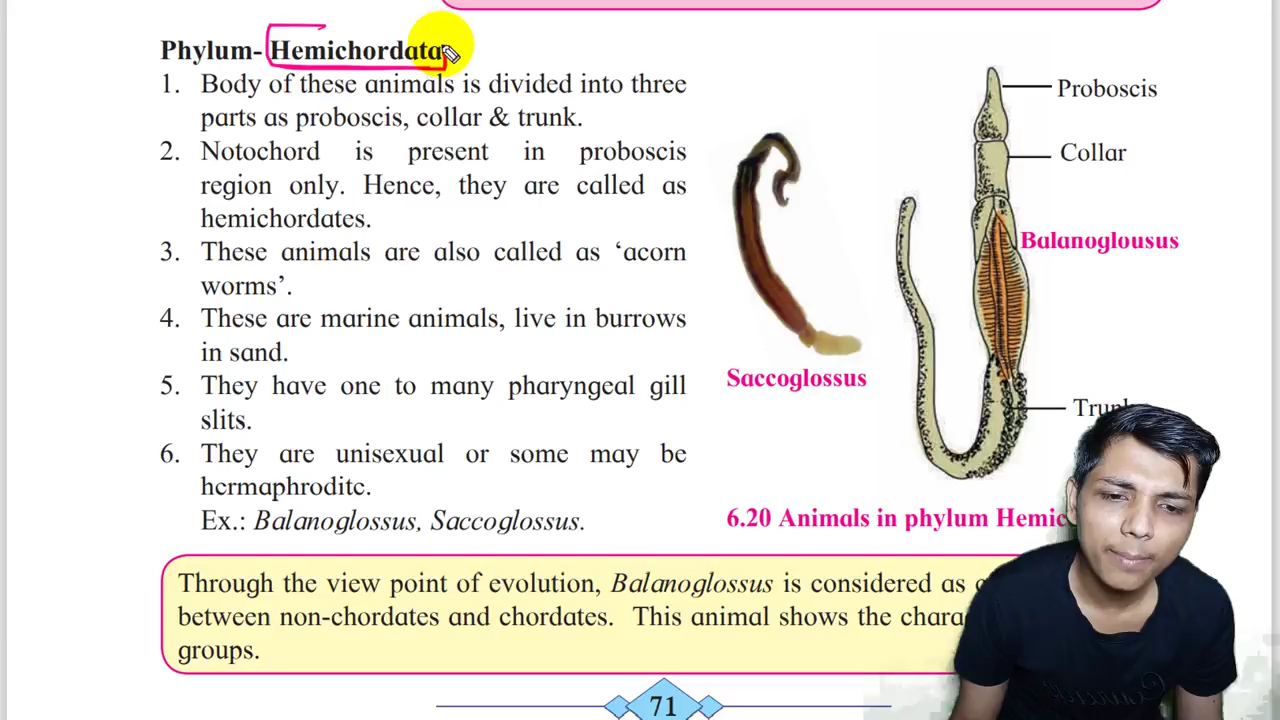 Phylum- Hemichordata
1. Body of these animals is divided into three
parts as proboscis, collar & trunk.
2. Notochord is present in proboscis
region only. Hence, they are called as
hemichordates.
3. These animals are also called as ‘acorn
worms’.
4. These are marine animals, live in burrows
in sand.
5. They have one to many pharyngeal gill
slits.
6. They are unisexual or some may be
hermaphrodite.
Ex.: Balanoglossus, Saccoglossus.
Proboscis
Collar
Balanoglousus
Saccoglossus
Trunk
6.20 Animals in phylum Hemic
Through the view point of evolution, Balanoglossus is considered as
between non-chordates and chordates. This animal shows the chara
groups.
71